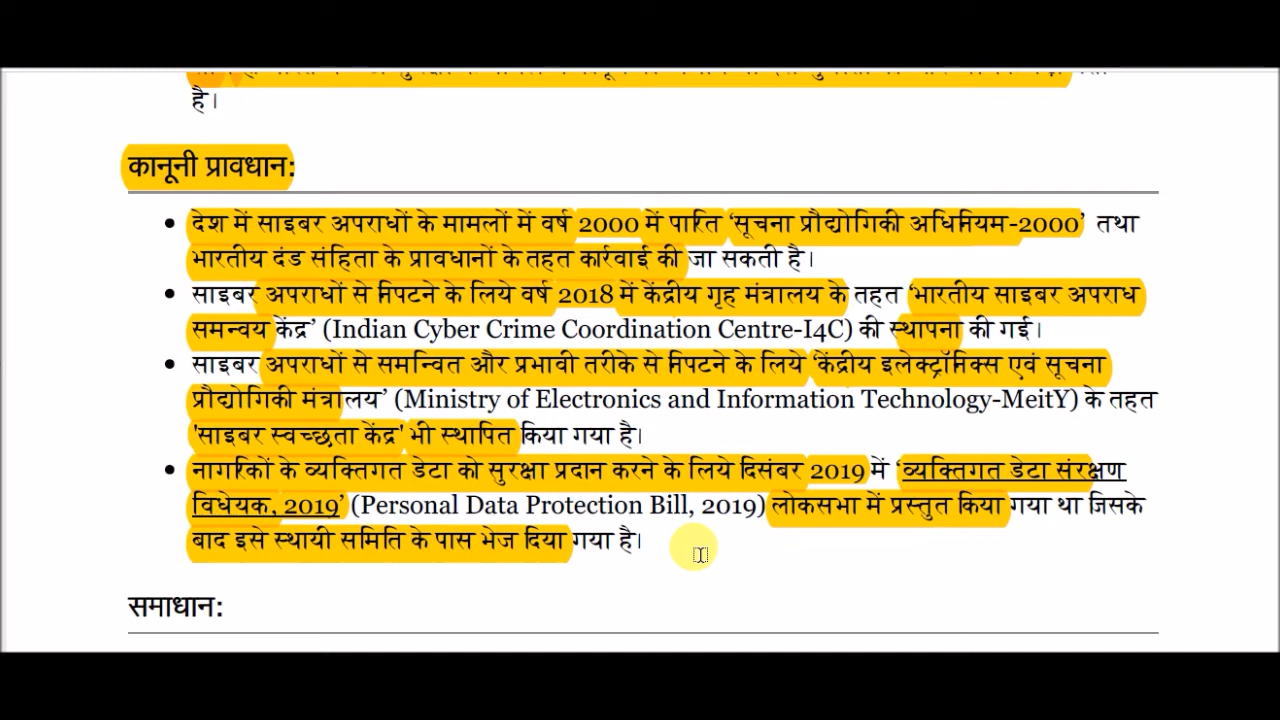 है।
कानूनी प्रावधान:
देश में साइबर अपराधों के मामलों में वर्ष 2000 में पारित ‘सूचना प्रौद्योगिकी अधिनियम-2000’ तथा
भारतीय दंड संहिता के प्रावधानों के तहत कार्रवाई की जा सकती है।
साइबर अपराधों से निपटने के लिये वर्ष 2018 में केंद्रीय गृह मंत्रालय के तहत ‘भारतीय साइबर अपराध
समन्वय केंद्र’ (Indian Cyber Crime Coordination Centre-I4C) की स्थापना की गई।
साइबर अपराधों से समन्वित और प्रभावी तरीके से निपटने के लिये ‘केंद्रीय इलेक्ट्रॉनिक्स एवं सूचना
प्रौद्योगिकी मंत्रालय’ (Ministry of Electronics and Information Technology-MeitY) के तहत
'साइबर स्वच्छता केंद्र' भी स्थापित किया गया है।
नागरिकों के व्यक्तिगत डेटा को सुरक्षा प्रदान करने के लिये दिसंबर 2019 में ‘व्यक्तिगत डेटा संरक्षण
विधेयक, 2019’ (Personal Data Protection Bill, 2019) लोकसभा में प्रस्तुत किया गया था जिसके
बाद इसे स्थायी समिति के पास भेज दिया गया है।
समाधान: